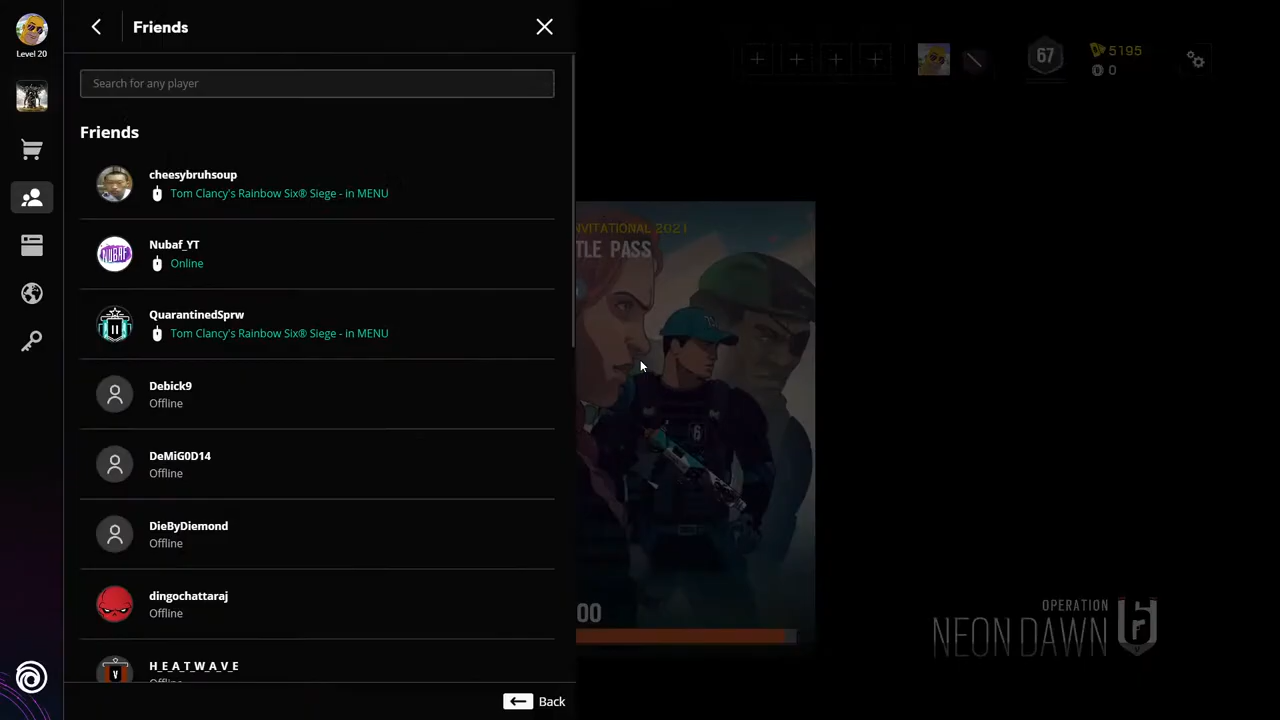 Friends
Level 20
Search for any player
Friends
cheesybruhsoup
Tom Clancy's Rainbow Six® Siege - in MENU
Nubaf_YT
Online
QuarantinedSprw
Tom Clancy's Rainbow Six® Siege - in MENU
Debick9
Offline
DeMiG0D14
Offline
DieByDiemond
Offline
dingochattaraj
Offline
H_E_A_T_W_A_V_E
Offline
Back
67
5195
0
NVITATIONAL 2021
TLE PASS
00
OPERATION
NEON DAWN